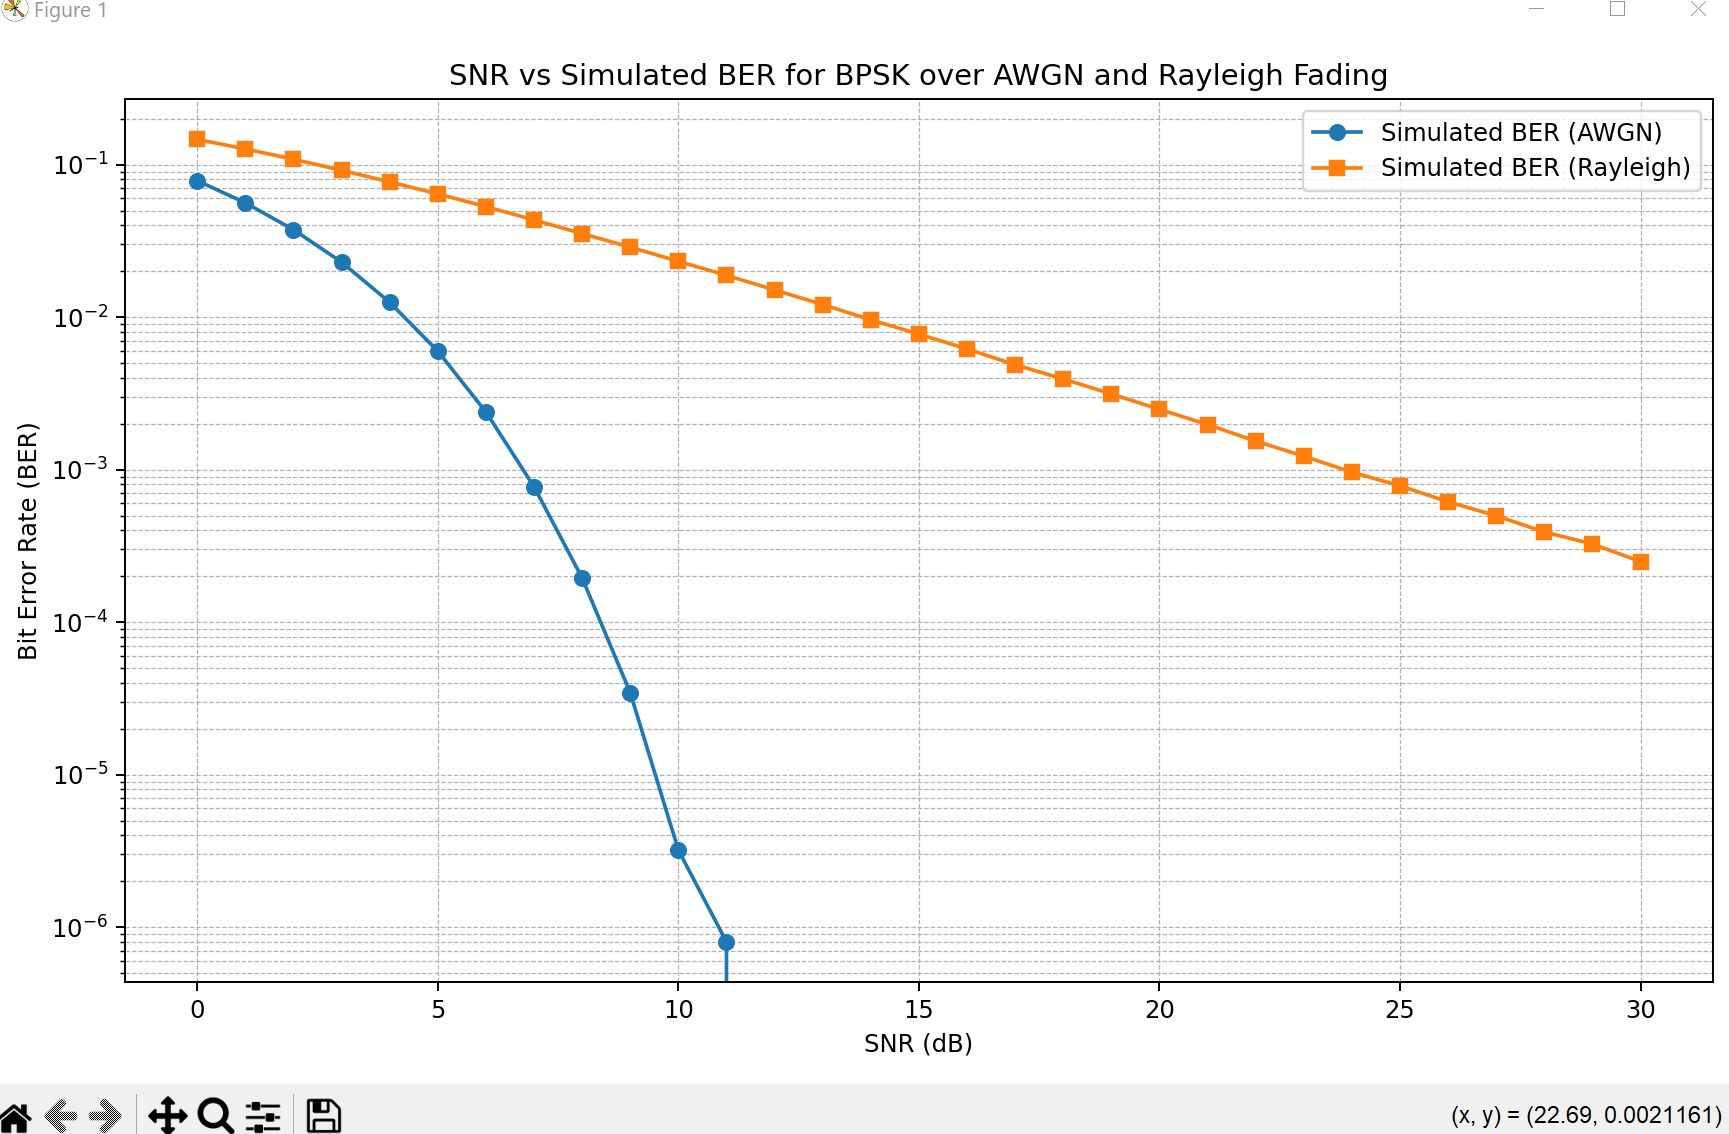 Figure 1
SNR vs Simulated BER for BPSK over AWGN and Rayleigh Fading
Simulated BER (AWGN)
Simulated BER (Rayleigh)
Bit Error Rate (BER)
10⁻¹
10⁻²
10⁻³
10⁻⁴
10⁻⁵
10⁻⁶
0 5 10 15 20 25 30
SNR (dB)
(x, y) = (22.69, 0.0021161)